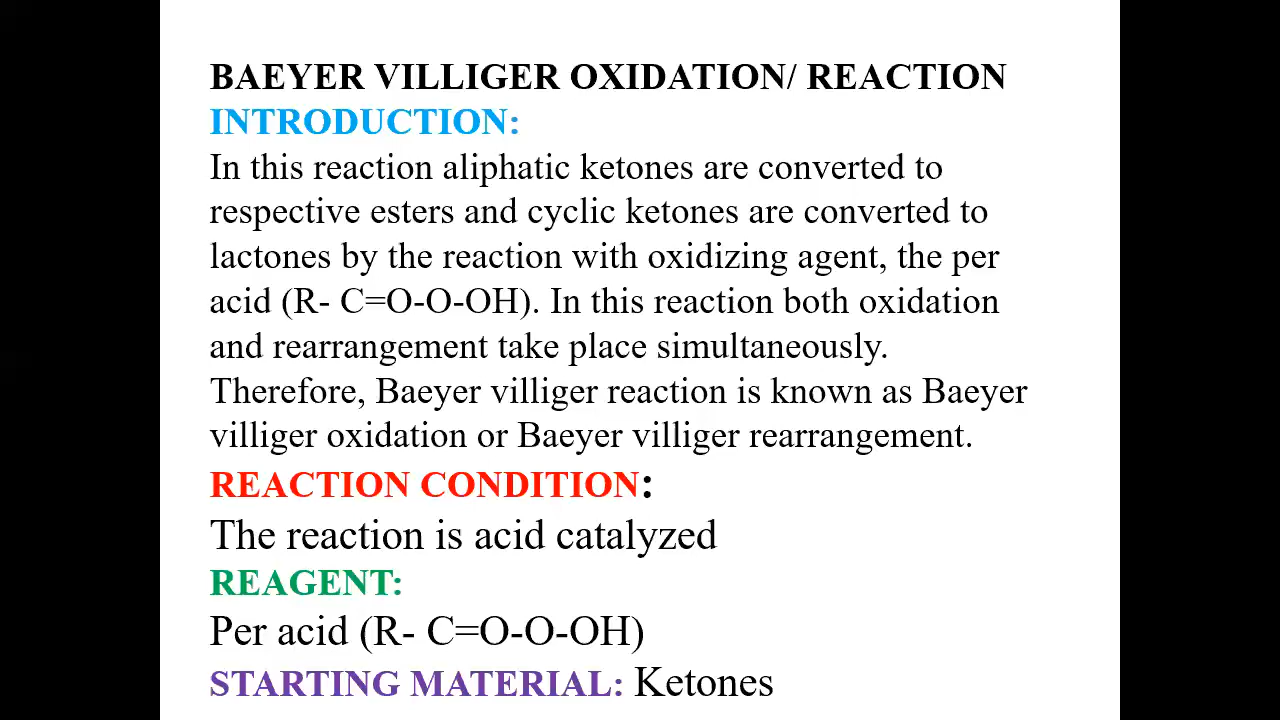 BAEYER VILLIGER OXIDATION/ REACTION
INTRODUCTION:
In this reaction aliphatic ketones are converted to
respective esters and cyclic ketones are converted to
lactones by the reaction with oxidizing agent, the per
acid (R- C=O-O-OH). In this reaction both oxidation
and rearrangement take place simultaneously.
Therefore, Baeyer villiger reaction is known as Baeyer
villiger oxidation or Baeyer villiger rearrangement.
REACTION CONDITION:
The reaction is acid catalyzed
REAGENT:
Per acid (R- C=O-O-OH)
STARTING MATERIAL: Ketones